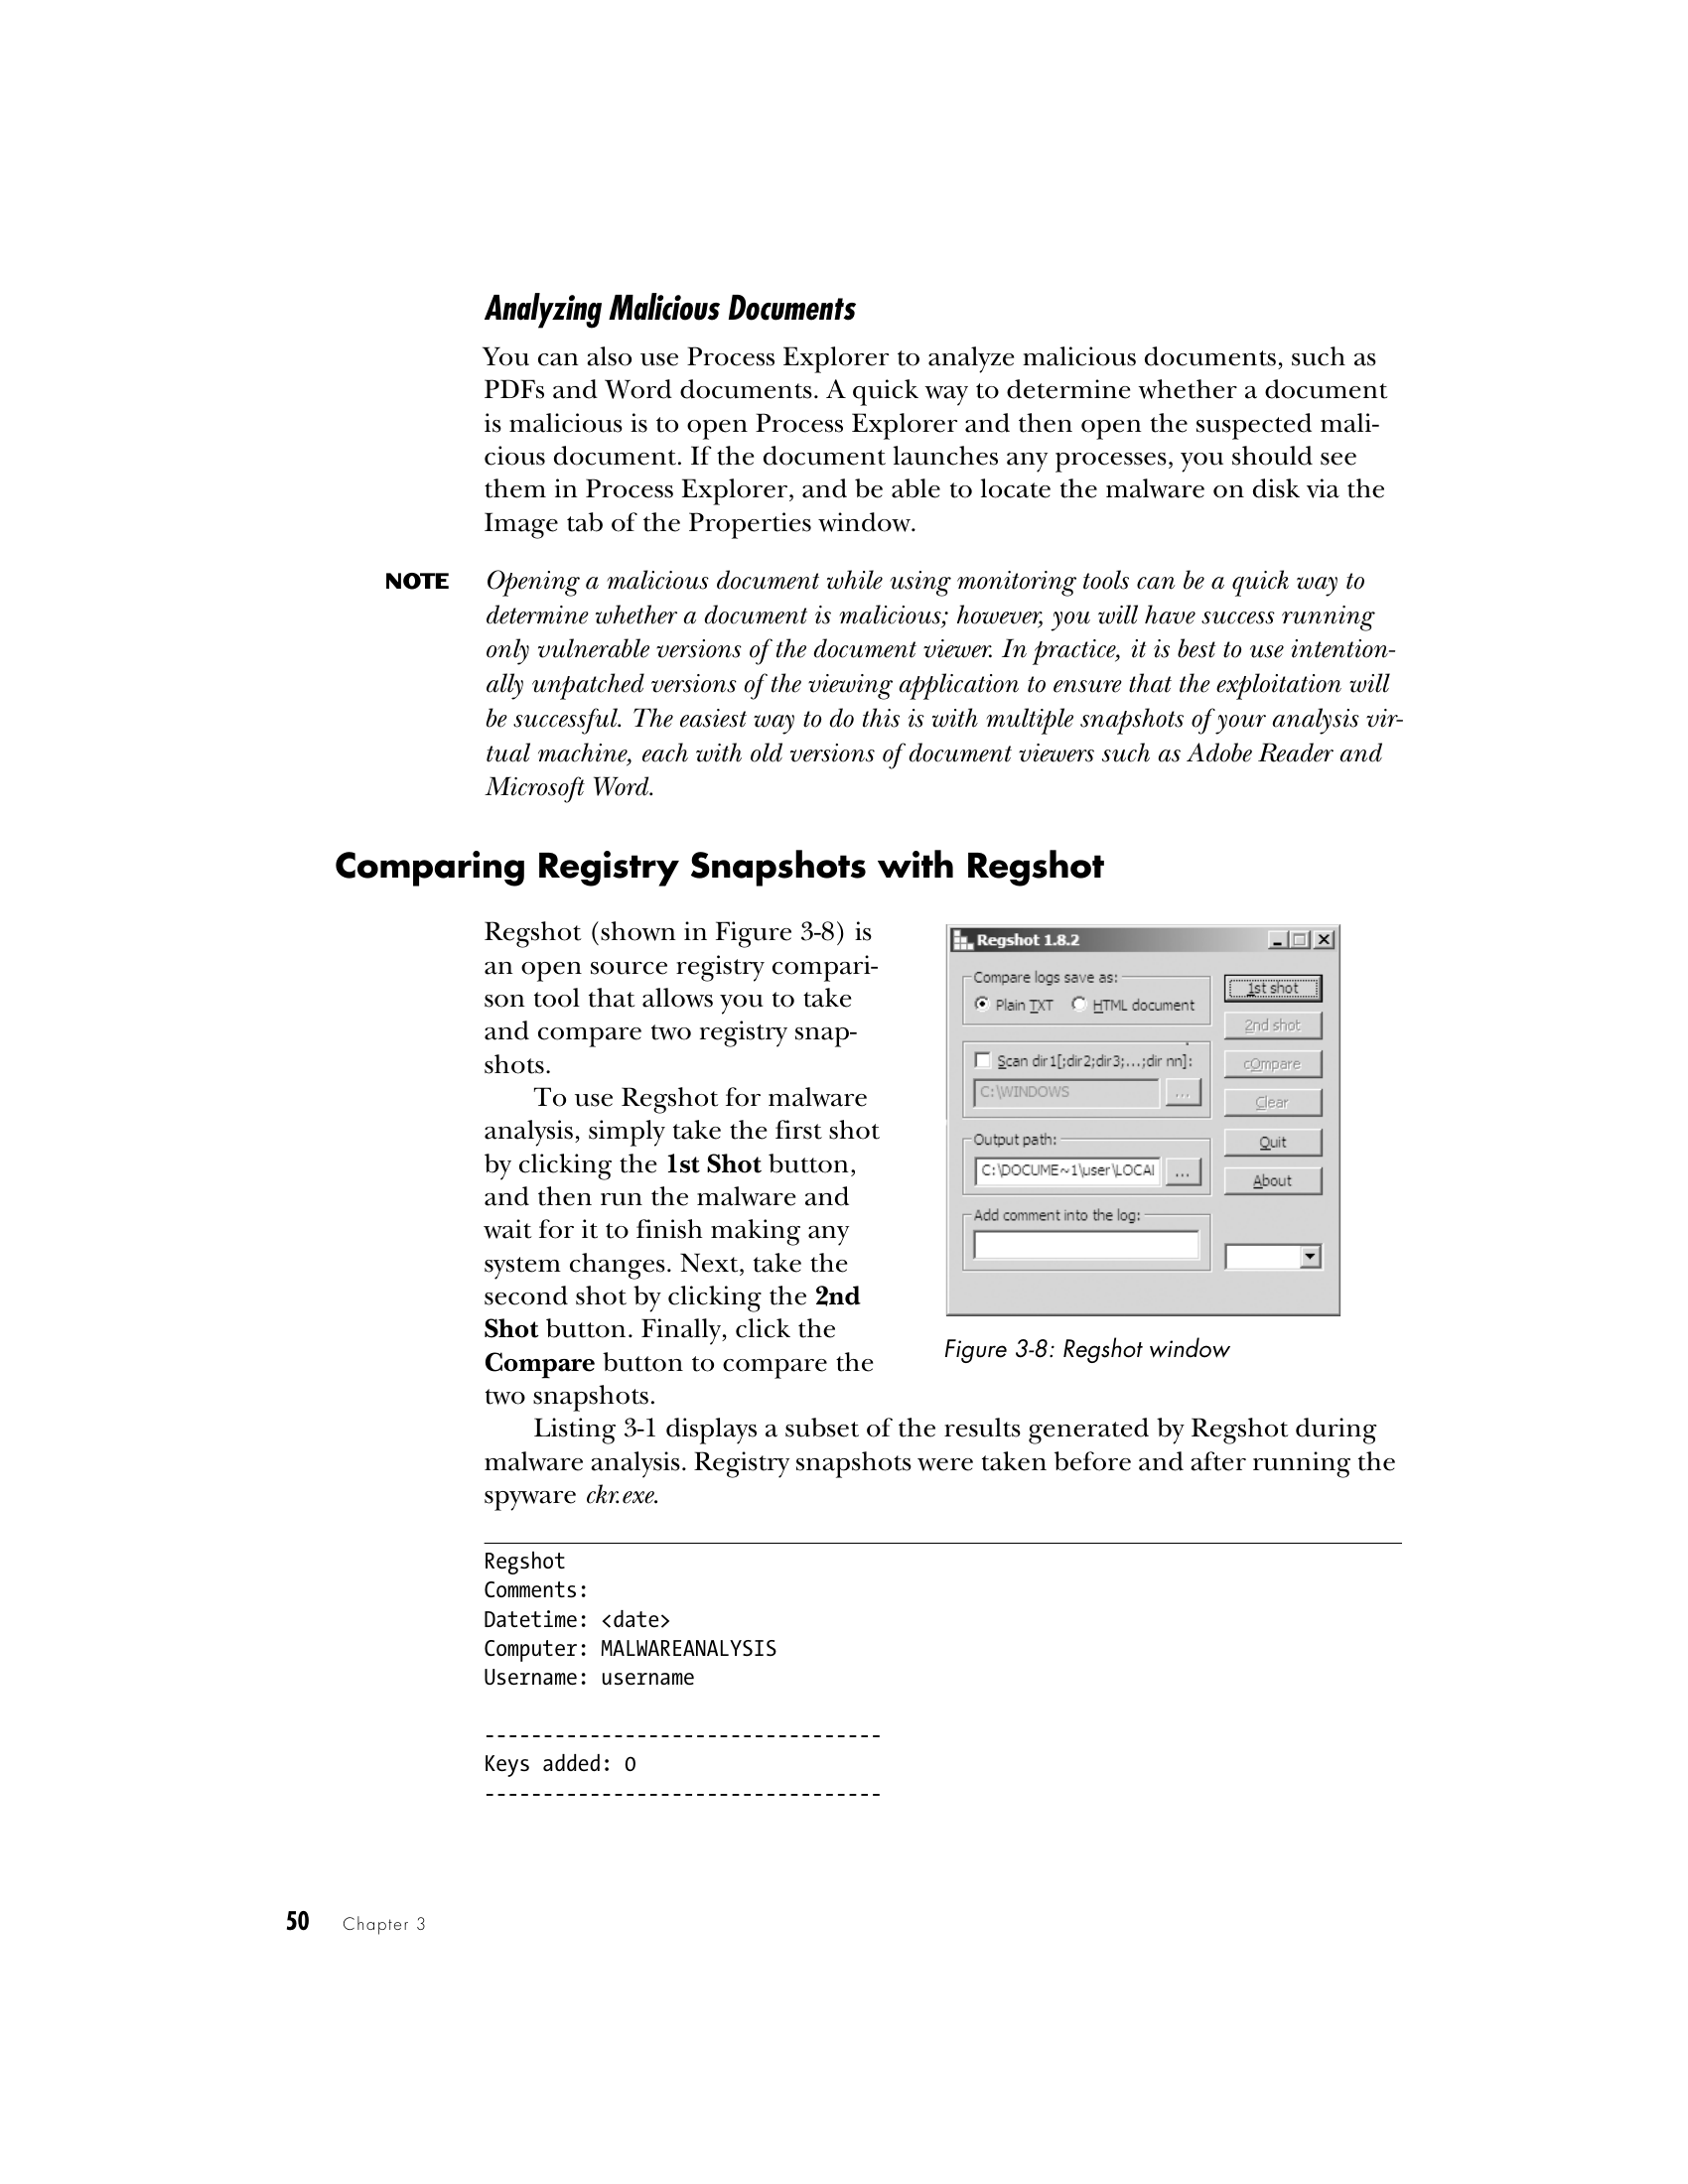 Analyzing Malicious Documents
You can also use Process Explorer to analyze malicious documents, such as
PDFs and Word documents. A quick way to determine whether a document
is malicious is to open Process Explorer and then open the suspected mali-
cious document. If the document launches any processes, you should see
them in Process Explorer, and be able to locate the malware on disk via the
Image tab of the Properties window.
NOTE Opening a malicious document while using monitoring tools can be a quick way to
determine whether a document is malicious; however, you will have success running
only vulnerable versions of the document viewer. In practice, it is best to use intention-
ally unpatched versions of the viewing application to ensure that the exploitation will
be successful. The easiest way to do this is with multiple snapshots of your analysis vir-
tual machine, each with old versions of document viewers such as Adobe Reader and
Microsoft Word.
Comparing Registry Snapshots with Regshot
Regshot (shown in Figure 3-8) is
an open source registry compari-
son tool that allows you to take
and compare two registry snap-
shots.
To use Regshot for malware
analysis, simply take the first shot
by clicking the 1st Shot button,
and then run the malware and
wait for it to finish making any
system changes. Next, take the
second shot by clicking the 2nd
Shot button. Finally, click the
Compare button to compare the
two snapshots.
Regshot 1.8.2
Compare logs save as:
Plain TXT HTML document
Scan dir1[;dir2;dir3;...;dir nn]:
C:\WINDOWS
...
Output path:
C:\DOCUME~1\user\LOCAl
...
Add comment into the log:
1st shot
2nd shot
cOmpare
Clear
Quit
About
Figure 3-8: Regshot window
Listing 3-1 displays a subset of the results generated by Regshot during
malware analysis. Registry snapshots were taken before and after running the
spyware ckr.exe.
Regshot
Comments:
Datetime: <date>
Computer: MALWAREANALYSIS
Username: username
----------------------------------
Keys added: 0
----------------------------------
50 Chapter 3